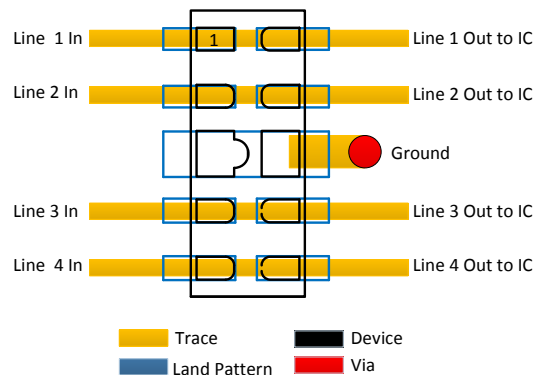 Line 1 In
1
Line 1 Out to IC
Line 2 In
Line 2 Out to IC
Ground
Line 3 In
Line 3 Out to IC
Line 4 In
Line 4 Out to IC
Trace
Device
Land Pattern
Via